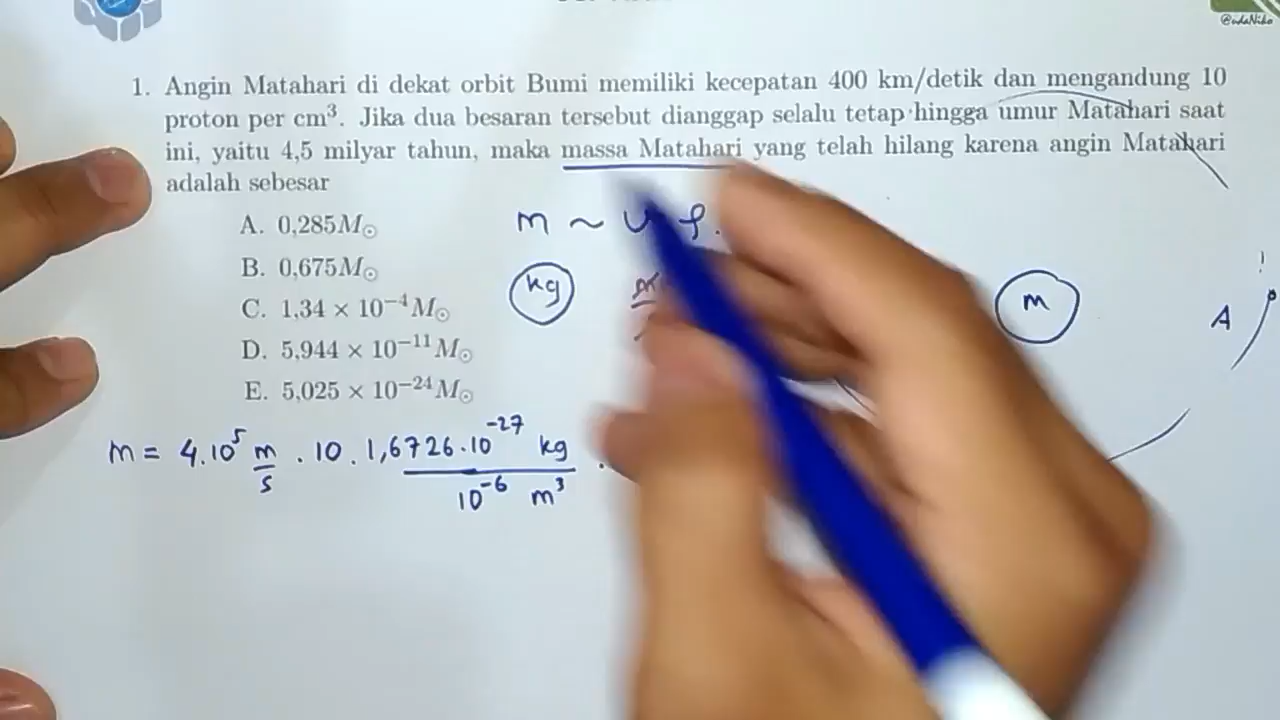 @udaNiko
1. Angin Matahari di dekat orbit Bumi memiliki kecepatan 400 km/detik dan mengandung 10
proton per cm³. Jika dua besaran tersebut dianggap selalu tetap hingga umur Matahari saat
ini, yaitu 4,5 milyar tahun, maka massa Matahari yang telah hilang karena angin Matahari
adalah sebesar
A. 0,285M☉
B. 0,675M☉
C. 1,34 × 10⁻⁴M☉
D. 5,944 × 10⁻¹¹M☉
E. 5,025 × 10⁻²⁴M☉
m ~ v ρ.
kg
m
A
m = 4.10⁵ m/s . 10 . 1,6726.10⁻²⁷ kg / 10⁻⁶ m³ .